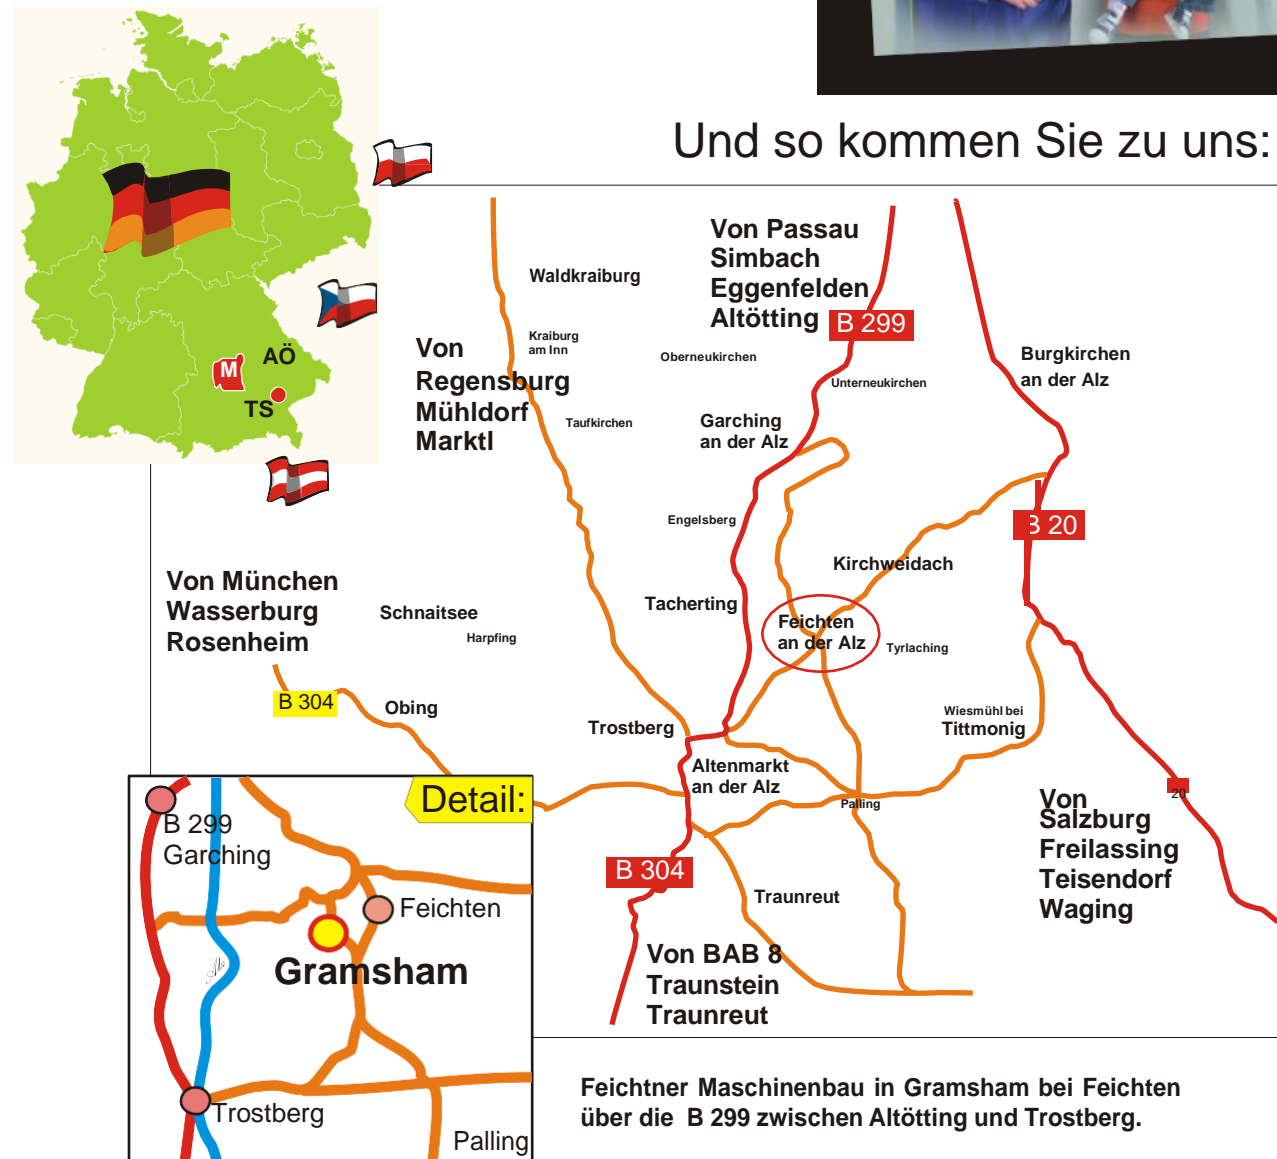 Und so kommen Sie zu uns:
AÖ
M
TS
Von Passau
Simbach
Eggenfelden
Altötting
B 299
Waldkraiburg
Kraiburg
am Inn
Oberneukirchen
Unterneukirchen
Burgkirchen
an der Alz
Von
Regensburg
Mühldorf
Marktl
Taufkirchen
Garching
an der Alz
Engelsberg
B 20
Kirchweidach
Von München
Wasserburg
Rosenheim
Schnaitsee
Harpfing
Tacherting
Feichten
an der Alz
Tyrlaching
B 304
Obing
Trostberg
Wiesmühl bei
Tittmonig
Altenmarkt
an der Alz
Palling
20
Von
Salzburg
Freilassing
Teisendorf
Waging
B 304
Traunreut
Von BAB 8
Traunstein
Traunreut
Detail:
B 299
Garching
Feichten
Gramsham
Trostberg
Palling
Feichtner Maschinenbau in Gramsham bei Feichten
über die B 299 zwischen Altötting und Trostberg.